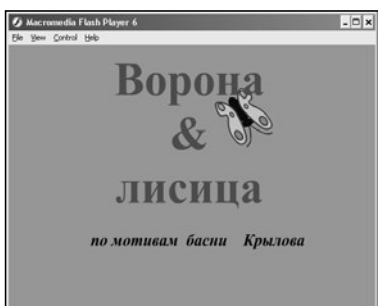 Macromedia Flash Player 6
File View Control Help
Ворона
&
лисица
по мотивам басни Крылова